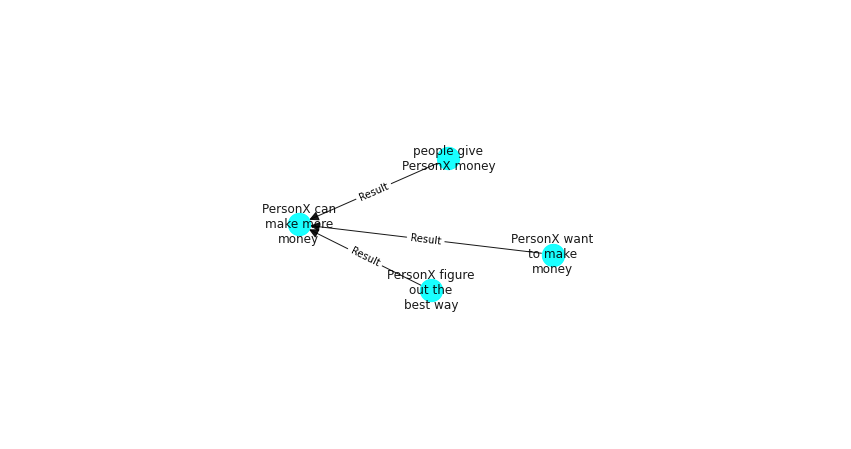 people give
PersonX money
Result
PersonX can
make more
money
Result
PersonX want
to make
money
Result
PersonX figure
out the
best way